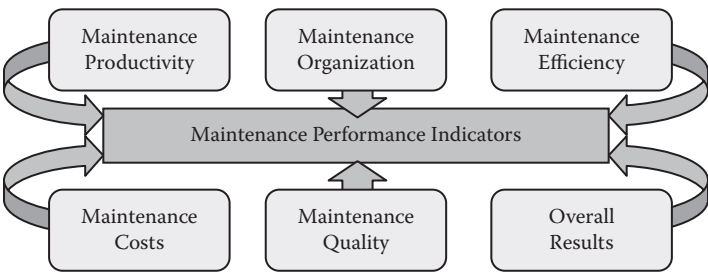 Maintenance
Productivity
Maintenance
Organization
Maintenance
Efficiency
Maintenance Performance Indicators
Maintenance
Costs
Maintenance
Quality
Overall
Results